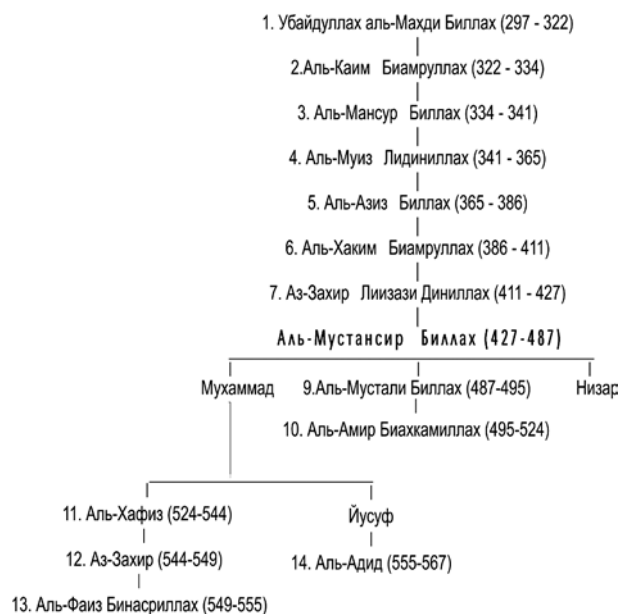 1. Убайдуллах аль-Махди Биллах (297 - 322)
2.Аль-Каим Биамруллах (322 - 334)
3. Аль-Мансур Биллах (334 - 341)
4. Аль-Муиз Лидиниллах (341 - 365)
5. Аль-Азиз Биллах (365 - 386)
6. Аль-Хаким Биамруллах (386 - 411)
7. Аз-Захир Лиизази Диниллах (411 - 427)
Аль-Мустансир Биллах (427-487)
Мухаммад 9.Аль-Мустали Биллах (487-495) Низар
10. Аль-Амир Биахкамиллах (495-524)
11. Аль-Хафиз (524-544) Йусуф
12. Аз-Захир (544-549) 14. Аль-Адид (555-567)
13. Аль-Фаиз Бинасриллах (549-555)